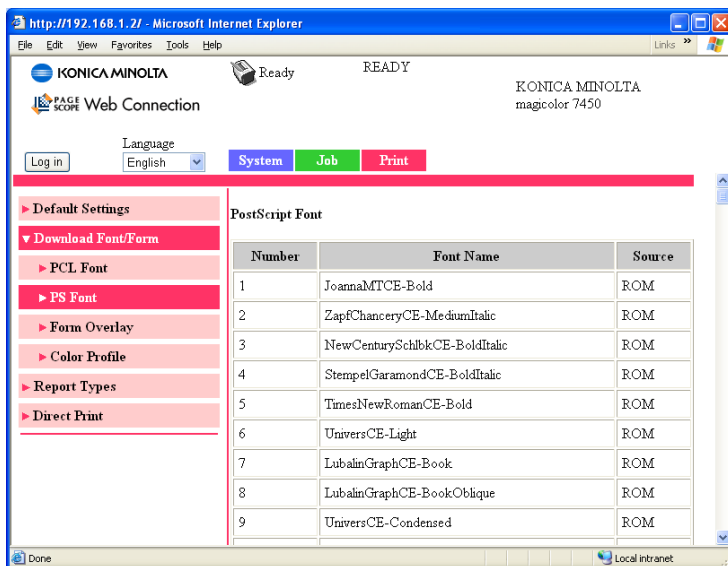 http://192.168.1.2/ - Microsoft Internet Explorer
File Edit View Favorites Tools Help Links »
KONICA MINOLTA Ready READY
KONICA MINOLTA
PAGE SCOPE Web Connection magicolor 7450
Language
Log in English System Job Print
Default Settings
PostScript Font
Download Font/Form
Number Font Name Source
PCL Font
1 JoannaMTCE-Bold ROM
PS Font
2 ZapfChanceryCE-MediumItalic ROM
Form Overlay
3 NewCenturySchlbkCE-BoldItalic ROM
Color Profile
4 StempelGaramondCE-BoldItalic ROM
Report Types
5 TimesNewRomanCE-Bold ROM
Direct Print
6 UniversCE-Light ROM
7 LubalinGraphCE-Book ROM
8 LubalinGraphCE-BookOblique ROM
9 UniversCE-Condensed ROM
Done Local intranet